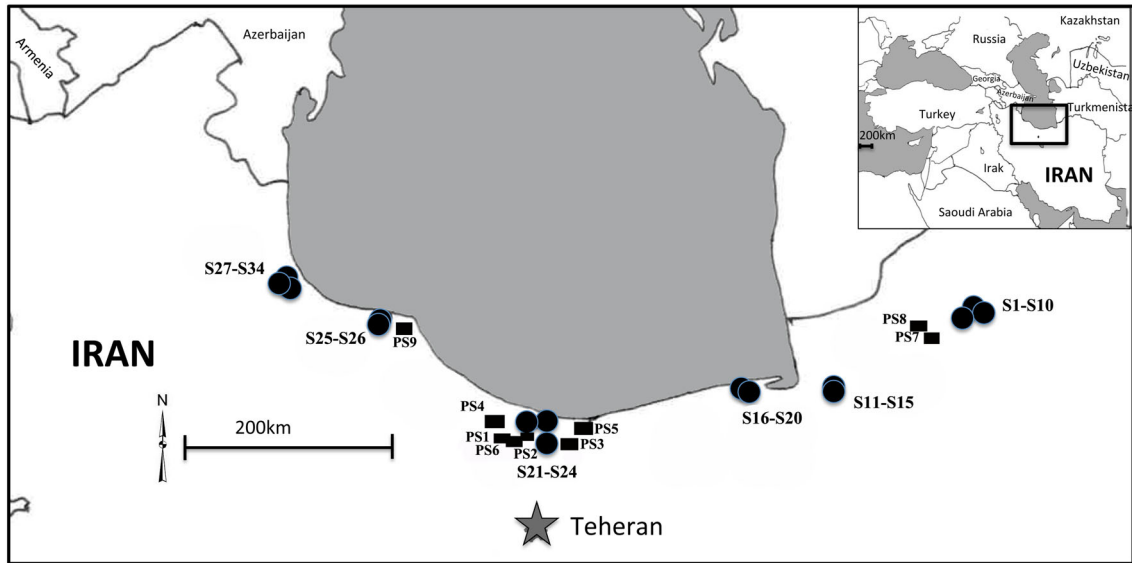 Armenia
Azerbaijan
Kazakhstan
Russia
Uzbekistan
Georgia
Azerbaijan
Turkmenista
Turkey
200km
Irak
IRAN
Saudi Arabia
S27-S34
S1-S10
PS8
PS7
S25-S26
PS9
IRAN
S16-S20
S11-S15
N
200km
PS4
PS1
PS6
PS2
PS5
PS3
S21-S24
Teheran